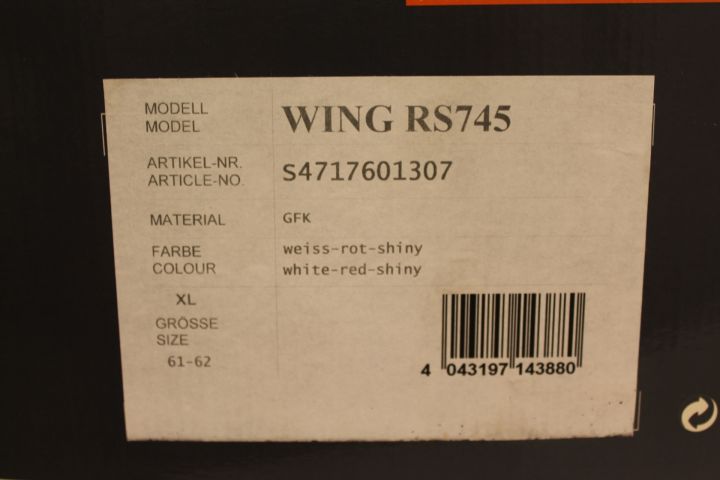 MODELL
MODEL
WING RS745
ARTIKEL-NR.
ARTICLE-NO.
S4717601307
MATERIAL
GFK
FARBE
COLOUR
weiss-rot-shiny
white-red-shiny
XL
GRÖSSE
SIZE
61-62
4 043197 143880